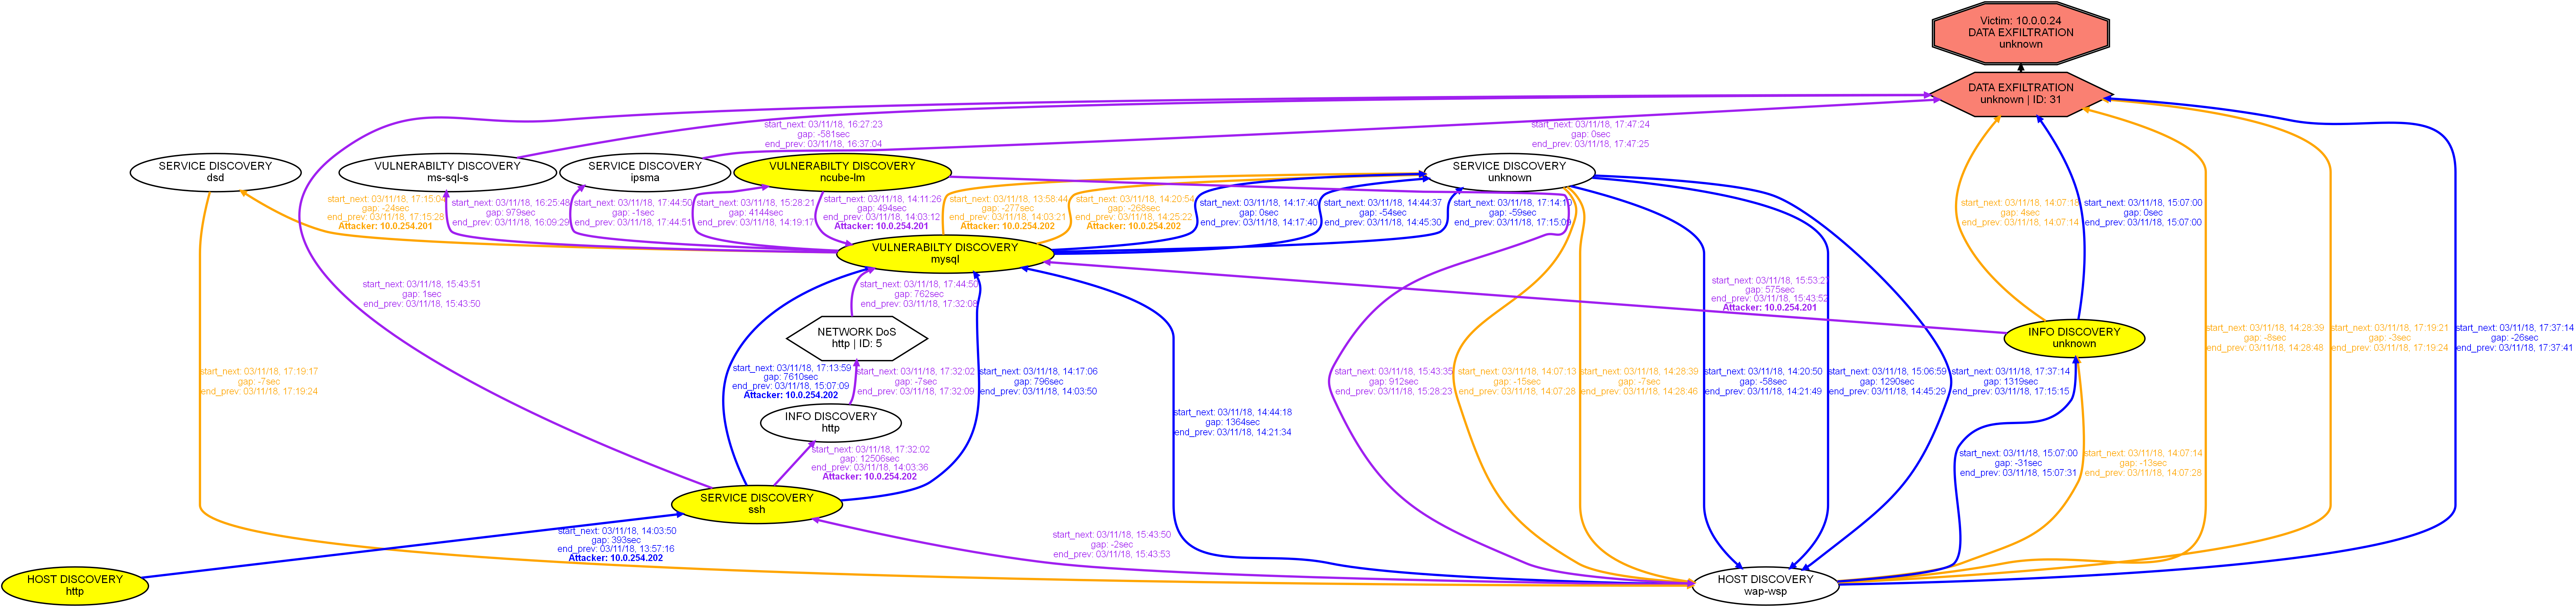 Victim: 10.0.0.24
DATA EXFILTRATION
unknown
DATA EXFILTRATION
unknown | ID: 31
start_next: 03/11/18, 16:27:23
gap: -581sec
end_prev: 03/11/18, 16:37:04
start_next: 03/11/18, 17:47:24
gap: 0sec
end_prev: 03/11/18, 17:47:25
SERVICE DISCOVERY
dsd
VULNERABILTY DISCOVERY
ms-sql-s
SERVICE DISCOVERY
ipsma
VULNERABILTY DISCOVERY
ncube-lm
SERVICE DISCOVERY
unknown
start_next: 03/11/18, 17:15:04
gap: -24sec
end_prev: 03/11/18, 17:15:28
Attacker: 10.0.254.201
start_next: 03/11/18, 16:25:48
gap: 979sec
end_prev: 03/11/18, 16:09:29
start_next: 03/11/18, 17:44:50
gap: -1sec
end_prev: 03/11/18, 17:44:51
start_next: 03/11/18, 15:28:21
gap: 4144sec
end_prev: 03/11/18, 14:19:17
start_next: 03/11/18, 14:11:26
gap: 494sec
end_prev: 03/11/18, 14:03:12
Attacker: 10.0.254.201
start_next: 03/11/18, 13:58:44
gap: -277sec
end_prev: 03/11/18, 14:03:21
Attacker: 10.0.254.202
start_next: 03/11/18, 14:20:54
gap: -268sec
end_prev: 03/11/18, 14:25:22
Attacker: 10.0.254.202
start_next: 03/11/18, 14:17:40
gap: 0sec
end_prev: 03/11/18, 14:17:40
start_next: 03/11/18, 14:44:37
gap: -54sec
end_prev: 03/11/18, 14:45:30
start_next: 03/11/18, 17:14:10
gap: -59sec
end_prev: 03/11/18, 17:15:09
start_next: 03/11/18, 14:07:18
gap: 4sec
end_prev: 03/11/18, 14:07:14
start_next: 03/11/18, 15:07:00
gap: 0sec
end_prev: 03/11/18, 15:07:00
VULNERABILTY DISCOVERY
mysql
start_next: 03/11/18, 15:43:51
gap: 1sec
end_prev: 03/11/18, 15:43:50
start_next: 03/11/18, 17:44:50
gap: 762sec
end_prev: 03/11/18, 17:32:08
start_next: 03/11/18, 15:53:27
gap: 575sec
end_prev: 03/11/18, 15:43:52
Attacker: 10.0.254.201
NETWORK DoS
http | ID: 5
INFO DISCOVERY
unknown
start_next: 03/11/18, 14:28:39
gap: -8sec
end_prev: 03/11/18, 14:28:48
start_next: 03/11/18, 17:19:21
gap: -3sec
end_prev: 03/11/18, 17:19:24
start_next: 03/11/18, 17:37:14
gap: -26sec
end_prev: 03/11/18, 17:37:41
start_next: 03/11/18, 17:19:17
gap: -7sec
end_prev: 03/11/18, 17:19:24
start_next: 03/11/18, 17:13:59
gap: 7610sec
end_prev: 03/11/18, 15:07:09
Attacker: 10.0.254.202
start_next: 03/11/18, 17:32:02
gap: -7sec
end_prev: 03/11/18, 17:32:09
start_next: 03/11/18, 14:17:06
gap: 796sec
end_prev: 03/11/18, 14:03:50
start_next: 03/11/18, 14:44:18
gap: 1364sec
end_prev: 03/11/18, 14:21:34
start_next: 03/11/18, 15:43:35
gap: 912sec
end_prev: 03/11/18, 15:28:23
start_next: 03/11/18, 14:07:13
gap: -15sec
end_prev: 03/11/18, 14:07:28
start_next: 03/11/18, 14:28:39
gap: -7sec
end_prev: 03/11/18, 14:28:46
start_next: 03/11/18, 14:20:50
gap: -58sec
end_prev: 03/11/18, 14:21:49
start_next: 03/11/18, 15:06:59
gap: 1290sec
end_prev: 03/11/18, 14:45:29
start_next: 03/11/18, 17:37:14
gap: 1319sec
end_prev: 03/11/18, 17:15:15
INFO DISCOVERY
http
start_next: 03/11/18, 17:32:02
gap: 12506sec
end_prev: 03/11/18, 14:03:36
Attacker: 10.0.254.202
start_next: 03/11/18, 15:07:00
gap: -31sec
end_prev: 03/11/18, 15:07:31
start_next: 03/11/18, 14:07:14
gap: -13sec
end_prev: 03/11/18, 14:07:28
SERVICE DISCOVERY
ssh
start_next: 03/11/18, 14:03:50
gap: 393sec
end_prev: 03/11/18, 13:57:16
Attacker: 10.0.254.202
start_next: 03/11/18, 15:43:50
gap: -2sec
end_prev: 03/11/18, 15:43:53
HOST DISCOVERY
http
HOST DISCOVERY
wap-wsp